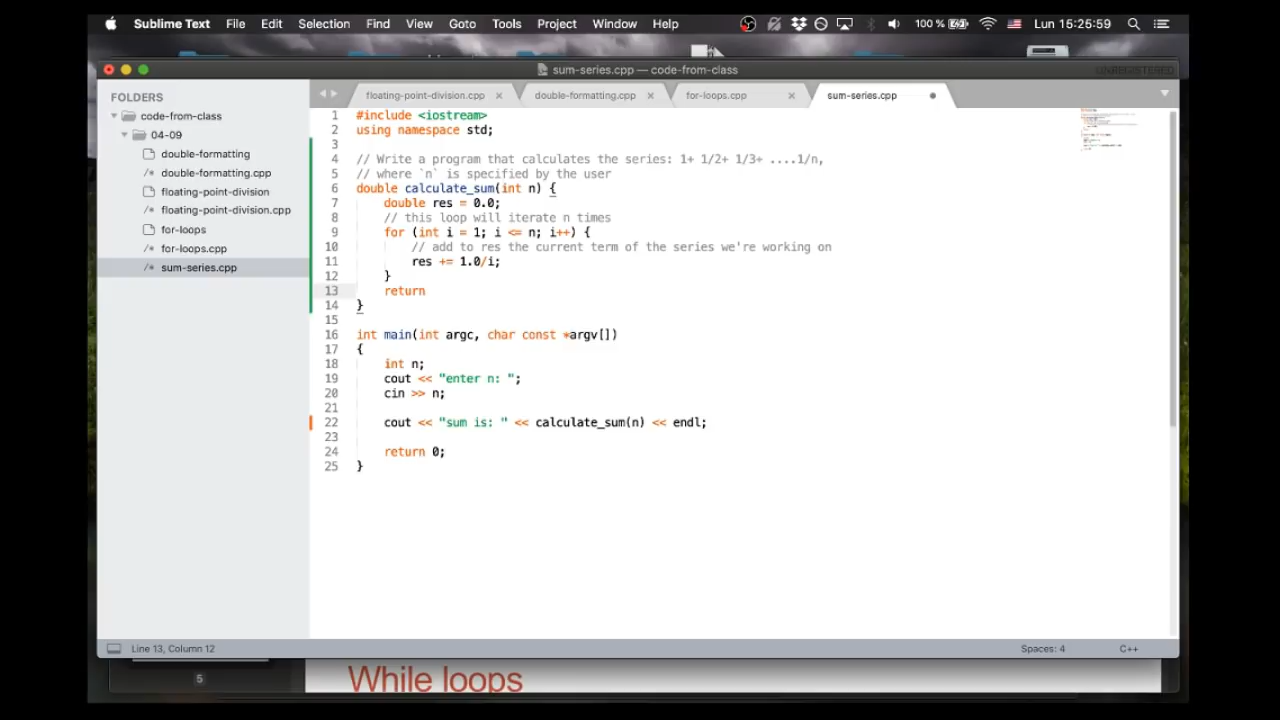 Sublime Text File Edit Selection Find View Goto Tools Project Window Help 100 % Lun 15:25:59
sum-series.cpp — code-from-class UNREGISTERED
FOLDERS
code-from-class
04-09
double-formatting
double-formatting.cpp
floating-point-division
floating-point-division.cpp
for-loops
for-loops.cpp
sum-series.cpp
floating-point-division.cpp double-formatting.cpp for-loops.cpp sum-series.cpp
1 #include <iostream>
2 using namespace std;
3
4 // Write a program that calculates the series: 1+ 1/2+ 1/3+ ....1/n,
5 // where `n` is specified by the user
6 double calculate_sum(int n) {
7 double res = 0.0;
8 // this loop will iterate n times
9 for (int i = 1; i <= n; i++) {
10 // add to res the current term of the series we're working on
11 res += 1.0/i;
12 }
13 return
14 }
15
16 int main(int argc, char const *argv[])
17 {
18 int n;
19 cout << "enter n: ";
20 cin >> n;
21
22 cout << "sum is: " << calculate_sum(n) << endl;
23
24 return 0;
25 }
Line 13, Column 12 Spaces: 4 C++
5
While loops